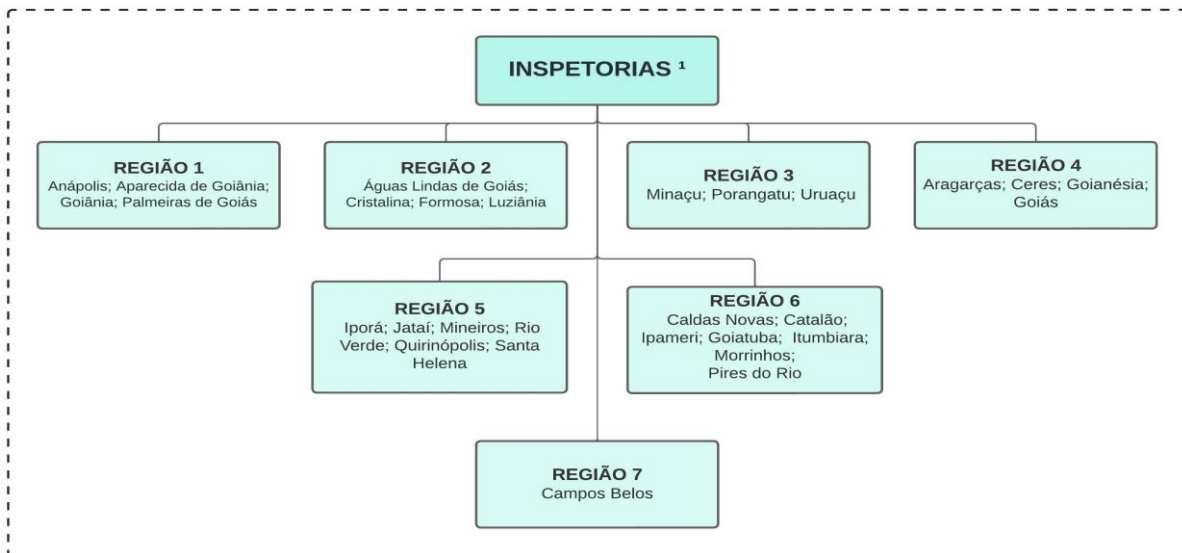 INSPETORIAS ¹
REGIÃO 1
Anápolis; Aparecida de Goiânia;
Goiânia; Palmeiras de Goiás
REGIÃO 2
Águas Lindas de Goiás;
Cristalina; Formosa; Luziânia
REGIÃO 3
Minaçu; Porangatu; Uruaçu
REGIÃO 4
Aragarças; Ceres; Goianésia;
Goiás
REGIÃO 5
Iporá; Jataí; Mineiros; Rio
Verde; Quirinópolis; Santa
Helena
REGIÃO 6
Caldas Novas; Catalão;
Ipameri; Goiatuba; Itumbiara;
Morrinhos;
Pires do Rio
REGIÃO 7
Campos Belos